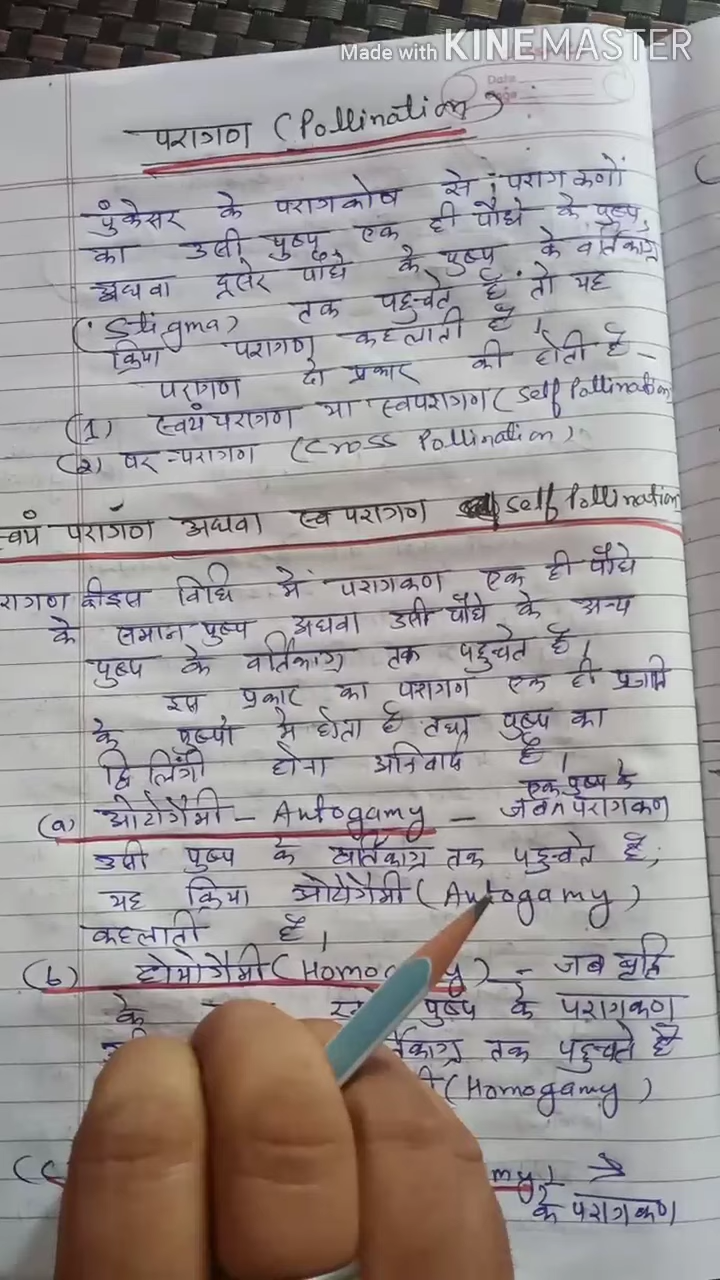 Made with KINEMASTER
Date
परागण (Pollination)
पुंकेसर के परागकोष से परागकणों
का उसी पुष्प, एक ही पौधे के पुष्प,
अथवा दूसरे पौधे के पुष्प के वर्तिकाग्र
(Stigma) तक पहुचते हैं तो यह
क्रिया परागण कहलाती है।
परागण दो प्रकार की होती है -
(1) स्वयंपरागण या स्वपरागण (Self Pollination)
(2) पर-परागण (Cross Pollination)
स्वयं परागण अथवा स्व परागण Self Pollination
परागण की इस विधि में परागकण एक ही पौधे
के समान पुष्प अथवा उसी पौधे के अन्य
पुष्प के वर्तिकाग्र तक पहुचते है।
इस प्रकार का परागण एक ही प्रजाति
के पुष्पों में होता है तथा पुष्प का
द्विलिंगी होना अनिवार्य है।
(a) ओटोगैमी - Autogamy - जब एक पुष्प के परागकण
उसी पुष्प के वर्तिकाग्र तक पहुचते है,
यह क्रिया ओटोगैमी (Autogamy)
कहलाती है।
(b) होमोगैमी (Homogamy) - जब
के पुष्प के परागकण
तक पहुचते है
(Homogamy)
के परागकण